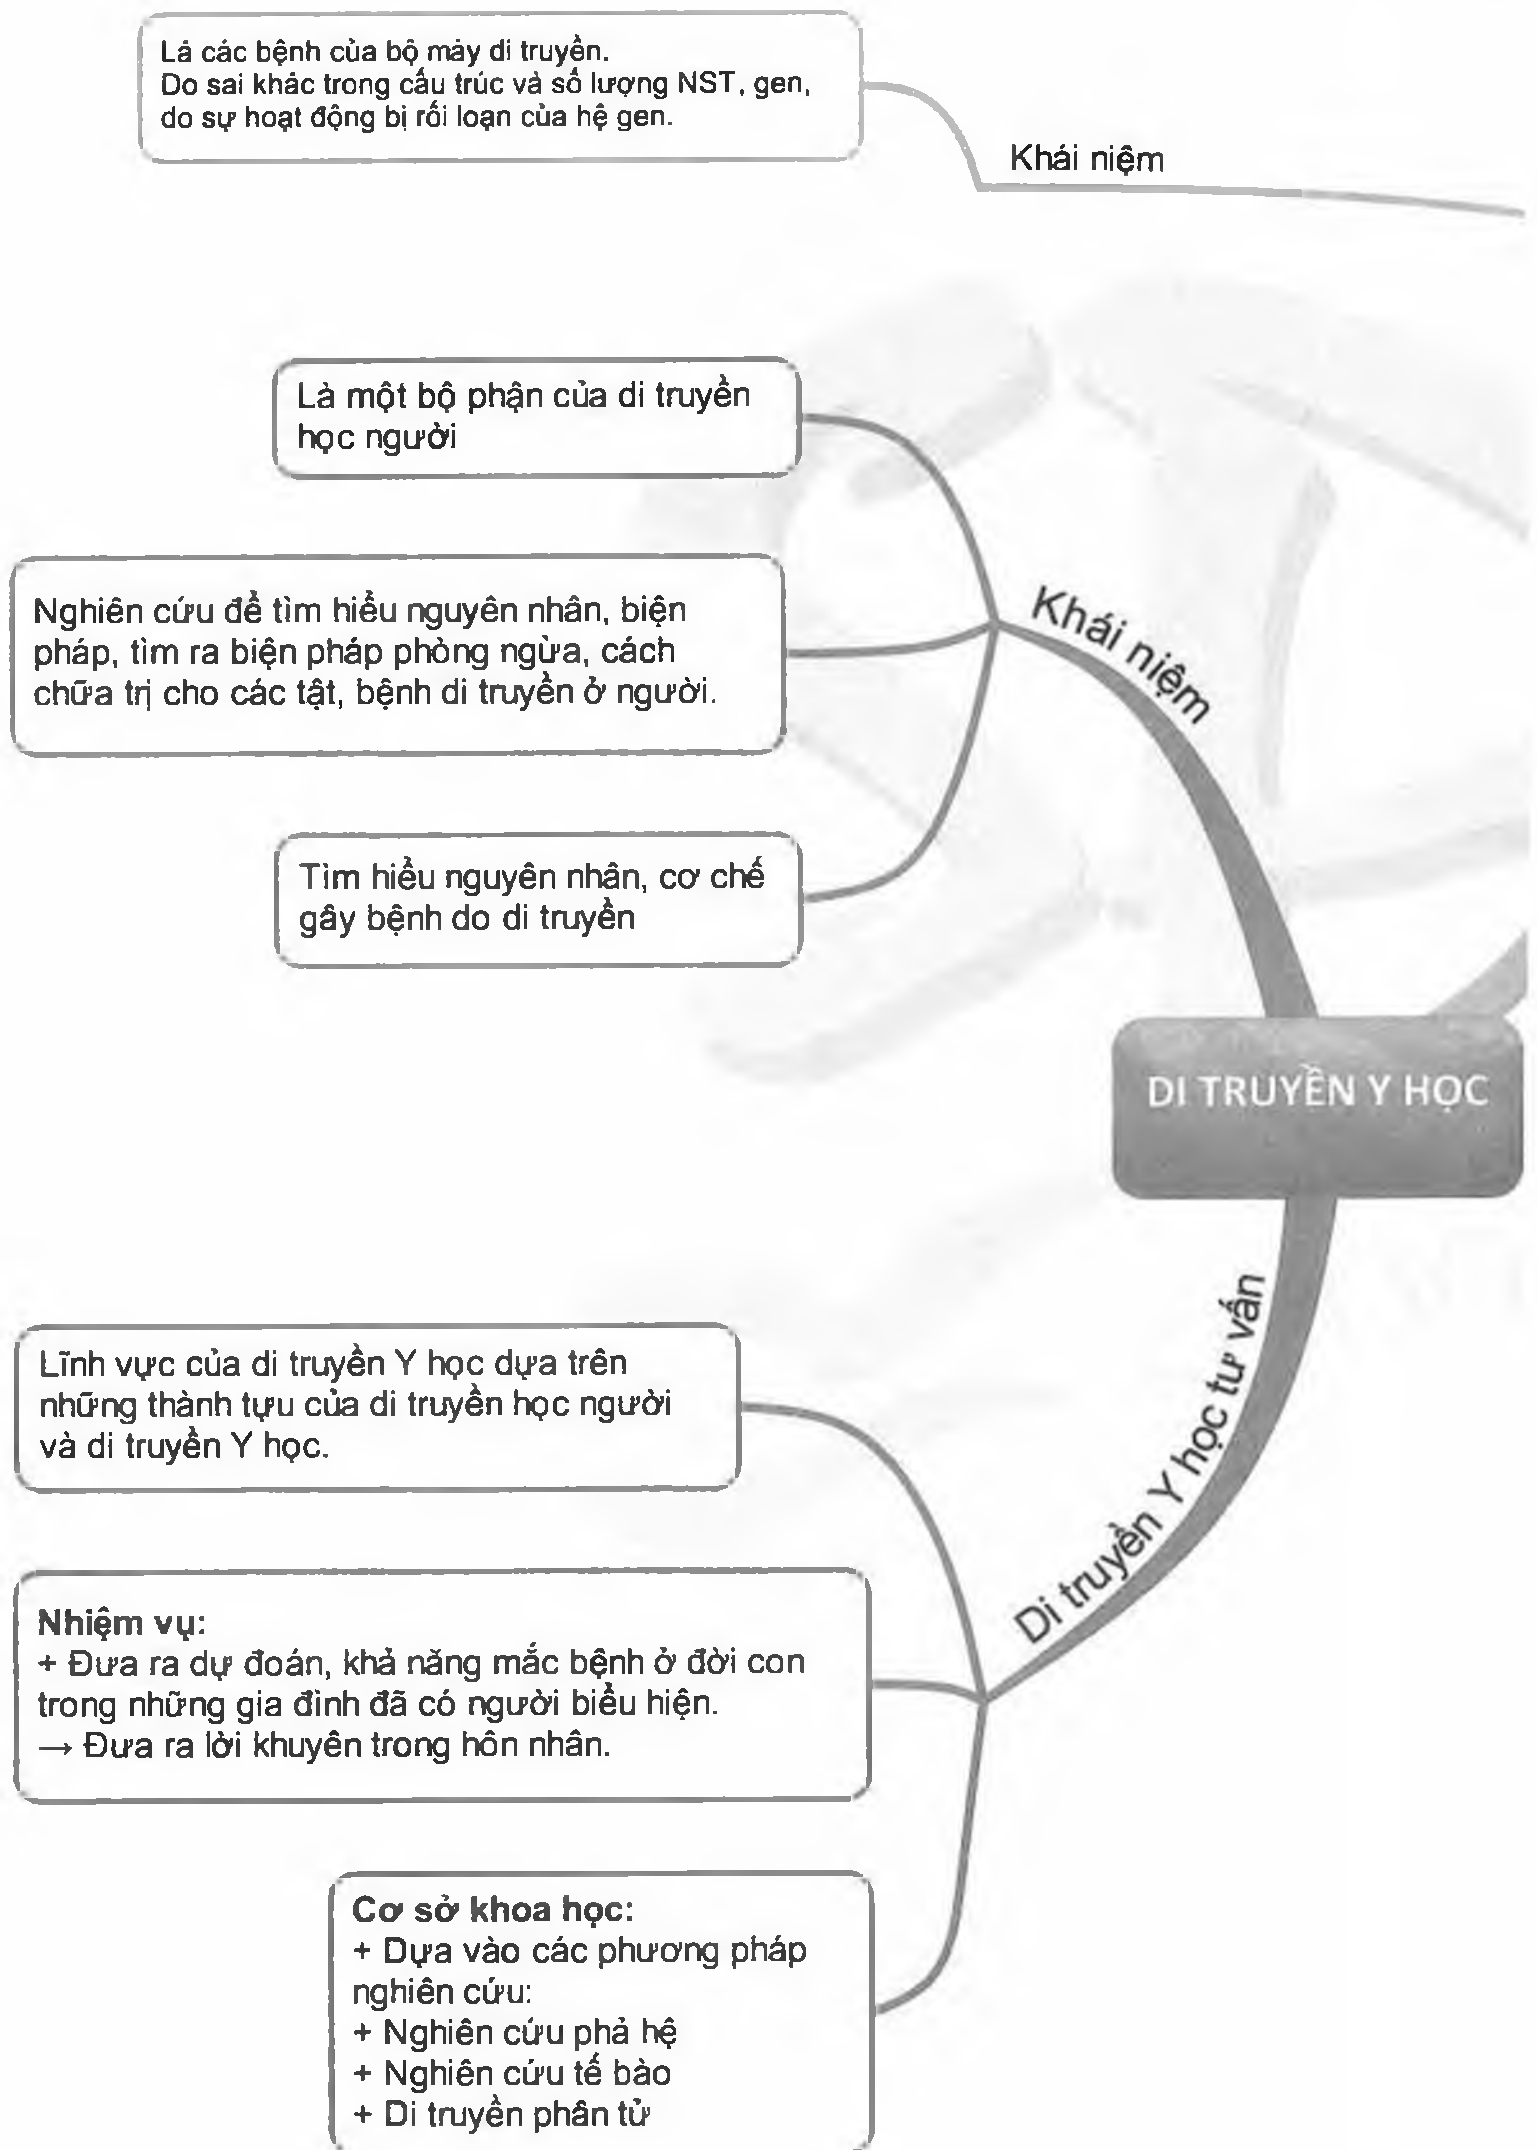 Là các bệnh của bộ máy di truyền.
Do sai khác trong cấu trúc và số lượng NST, gen,
do sự hoạt động bị rối loạn của hệ gen.
Khái niệm
Là một bộ phận của di truyền
học người
Nghiên cứu để tìm hiểu nguyên nhân, biện
pháp, tìm ra biện pháp phòng ngừa, cách
chữa trị cho các tật, bệnh di truyền ở người.
Tìm hiểu nguyên nhân, cơ chế
gây bệnh do di truyền
Khái niệm
DI TRUYỀN Y HỌC
Di truyền Y học tư vấn
Lĩnh vực của di truyền Y học dựa trên
những thành tựu của di truyền học người
và di truyền Y học.
Nhiệm vụ:
+ Đưa ra dự đoán, khả năng mắc bệnh ở đời con
trong những gia đình đã có người biểu hiện.
→ Đưa ra lời khuyên trong hôn nhân.
Cơ sở khoa học:
+ Dựa vào các phương pháp
nghiên cứu:
+ Nghiên cứu phả hệ
+ Nghiên cứu tế bào
+ Di truyền phân tử